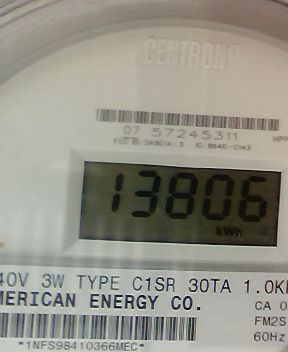 CENTRON®
07 57245311
13806
kWh
40V 3W TYPE C1SR 30TA 1.0K
MERICAN ENERGY CO.
CA 0
FM2S
60Hz
*1NFS98410366MEC*